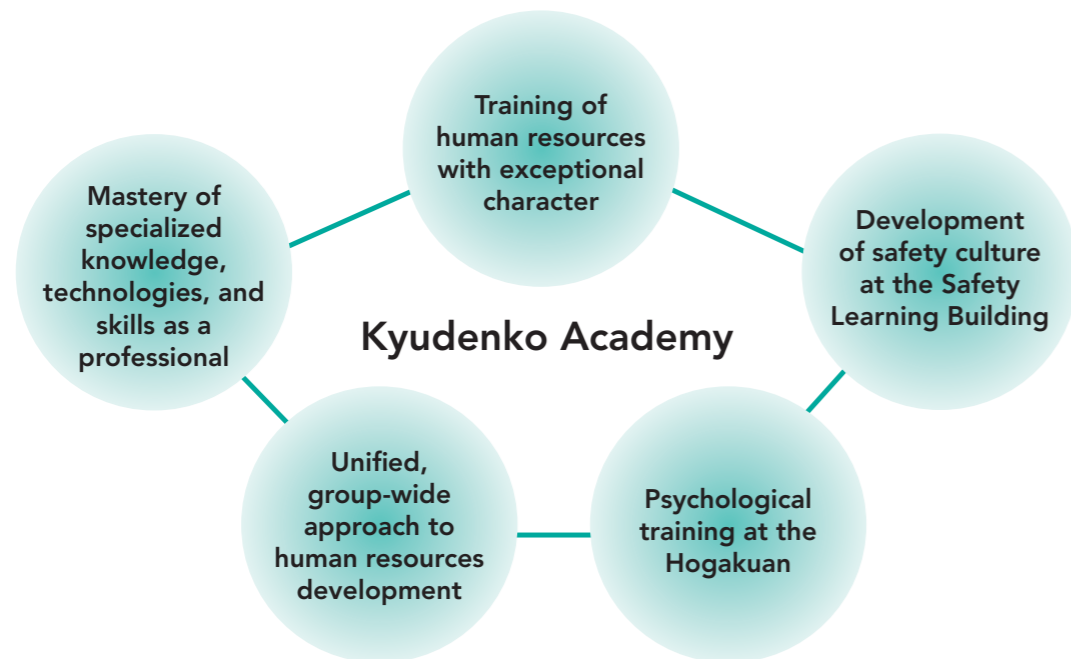 Training of
human resources
with exceptional
character
Mastery of
specialized
knowledge,
technologies, and
skills as a
professional
Development
of safety culture
at the Safety
Learning Building
Kyudenko Academy
Unified,
group-wide
approach to
human resources
development
Psychological
training at the
Hogakuan